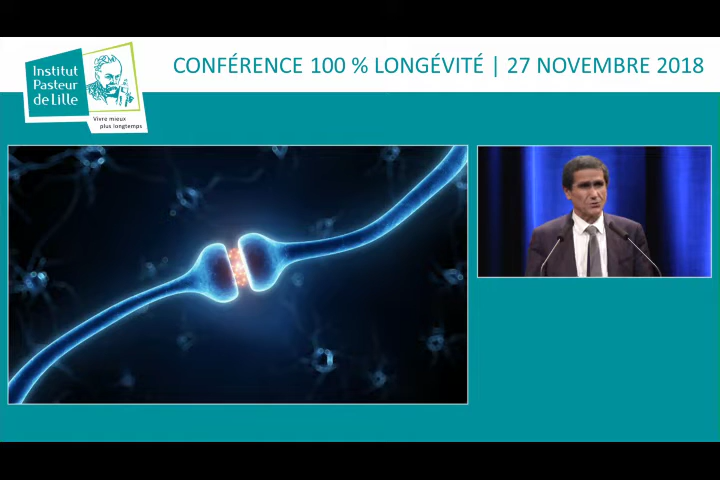 CONFÉRENCE 100 % LONGÉVITÉ | 27 NOVEMBRE 2018
Institut
Pasteur
de Lille
Vivre mieux
plus longtemps